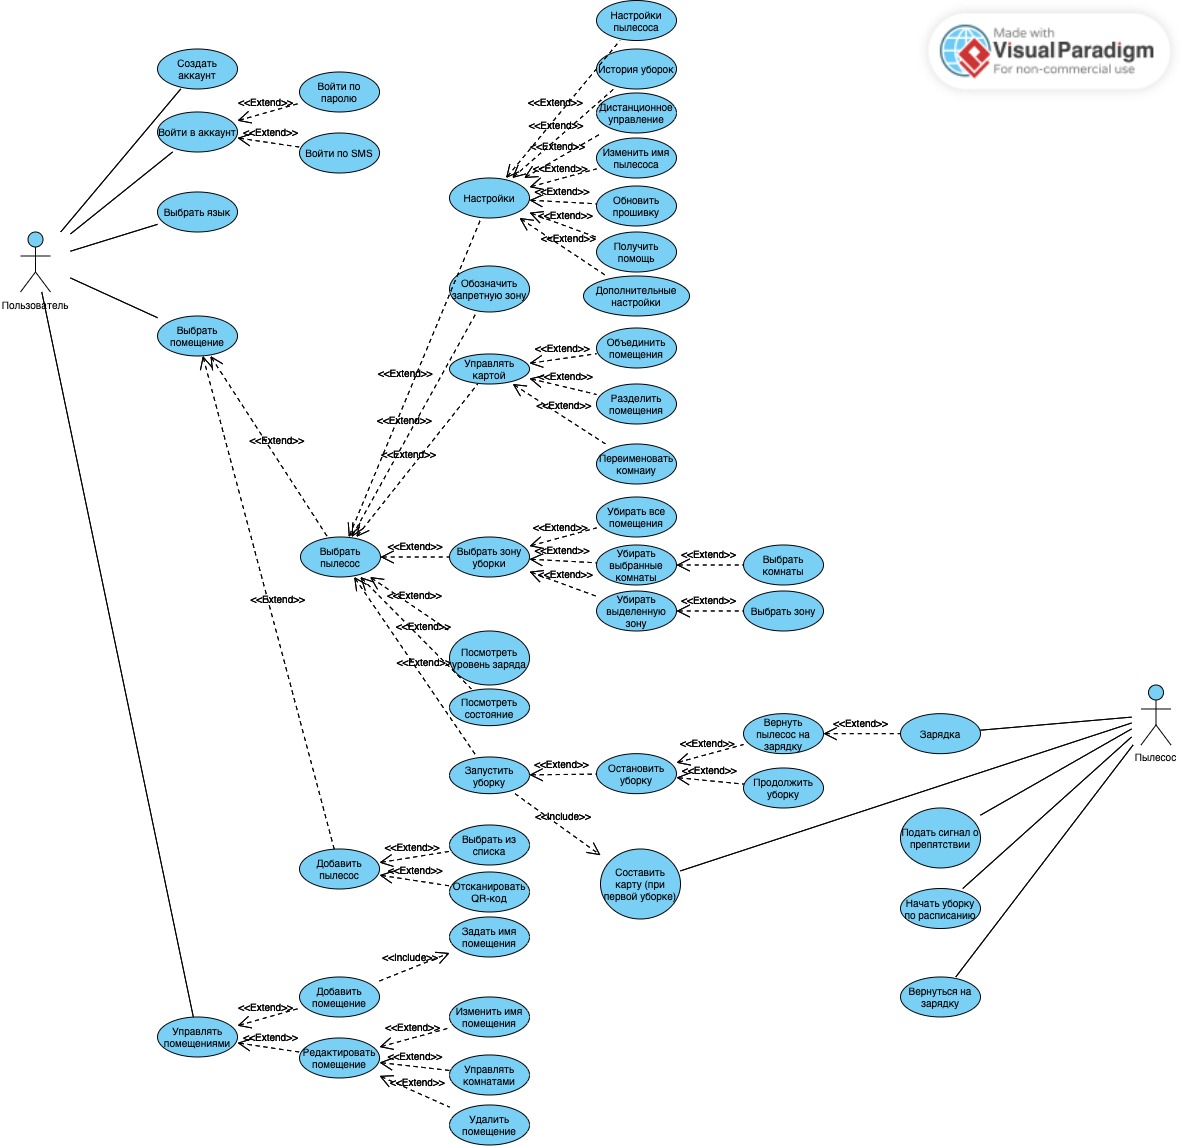 Made with
Visual Paradigm
For non-commercial use
Настройки
пылесоса
История уборок
Дистанционное
управление
Изменить имя
пылесоса
Обновить
прошивку
Получить
помощь
Дополнительные
настройки
<<Extend>>
<<Extend>>
<<Extend>>
<<Extend>>
<<Extend>>
<<Extend>>
<<Extend>>
Настройки
Создать
аккаунт
Войти в аккаунт
<<Extend>>
<<Extend>>
Войти по
паролю
Войти по SMS
Выбрать язык
Пользователь
Выбрать
помещение
Обозначить
запретную зону
Управлять
картой
<<Extend>>
<<Extend>>
<<Extend>>
Объединить
помещения
Разделить
помещения
Переименовать
комнаиу
<<Extend>>
<<Extend>>
<<Extend>>
<<Extend>>
<<Extend>>
Выбрать
пылесос
<<Extend>>
Выбрать зону
уборки
<<Extend>>
<<Extend>>
<<Extend>>
Убирать все
помещения
Убирать
выбранные
комнаты
<<Extend>>
Выбрать
комнаты
Убирать
выделенную
зону
<<Extend>>
Выбрать зону
<<Extend>>
<<Extend>>
<<Extend>>
Посмотреть
уровень заряда
Посмотреть
состояние
Запустить
уборку
<<Extend>>
Остановить
уборку
<<Extend>>
<<Extend>>
Вернуть
пылесос на
зарядку
<<Extend>>
Зарядка
Продолжить
уборку
Пылесос
<<Include>>
Составить
карту (при
первой уборке)
Подать сигнал о
препятствии
Начать уборку
по расписанию
Вернуться на
зарядку
Добавить
пылесос
<<Extend>>
<<Extend>>
Выбрать из
списка
Отсканировать
QR-код
Задать имя
помещения
<<Include>>
Добавить
помещение
<<Extend>>
Управлять
помещениями
<<Extend>>
Редактировать
помещение
<<Extend>>
<<Extend>>
<<Extend>>
Изменить имя
помещения
Управлять
комнатами
Удалить
помещение